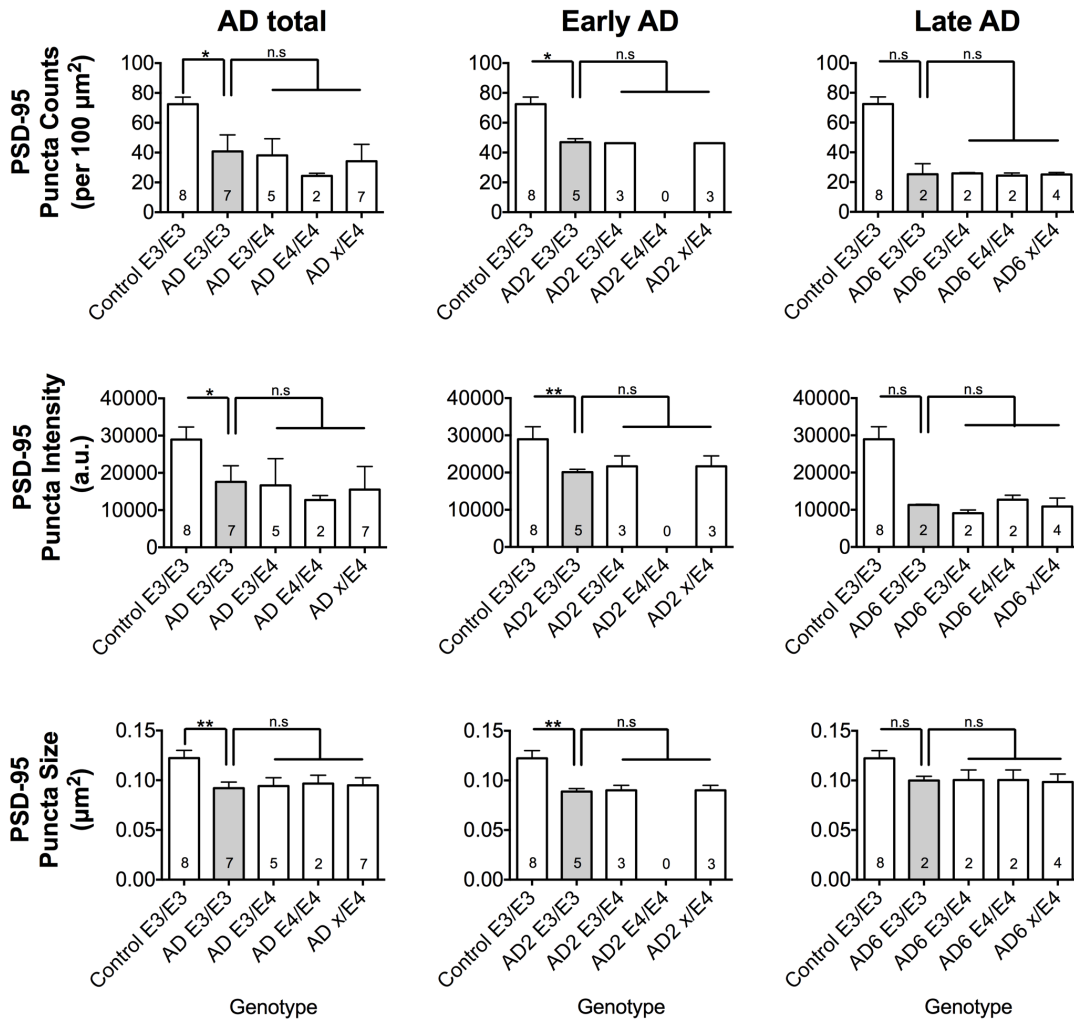 AD total
Early AD
Late AD
PSD-95
Puncta Counts
(per 100 µm²)
100
80
60
40
20
0
*
n.s
8
7
5
2
7
Control E3/E3
AD E3/E3
AD E3/E4
AD E4/E4
AD x/E4
100
80
60
40
20
0
*
n.s
8
5
3
0
3
Control E3/E3
AD2 E3/E3
AD2 E3/E4
AD2 E4/E4
AD2 x/E4
100
80
60
40
20
0
n.s
n.s
8
2
2
2
4
Control E3/E3
AD6 E3/E3
AD6 E3/E4
AD6 E4/E4
AD6 x/E4
PSD-95
Puncta Intensity
(a.u.)
40000
30000
20000
10000
0
*
n.s
8
7
5
2
7
Control E3/E3
AD E3/E3
AD E3/E4
AD E4/E4
AD x/E4
40000
30000
20000
10000
0
**
n.s
8
5
3
0
3
Control E3/E3
AD2 E3/E3
AD2 E3/E4
AD2 E4/E4
AD2 x/E4
40000
30000
20000
10000
0
n.s
n.s
8
2
2
2
4
Control E3/E3
AD6 E3/E3
AD6 E3/E4
AD6 E4/E4
AD6 x/E4
PSD-95
Puncta Size
(µm²)
0.15
0.10
0.05
0.00
**
n.s
8
7
5
2
7
Control E3/E3
AD E3/E3
AD E3/E4
AD E4/E4
AD x/E4
Genotype
0.15
0.10
0.05
0.00
**
n.s
8
5
3
0
3
Control E3/E3
AD2 E3/E3
AD2 E3/E4
AD2 E4/E4
AD2 x/E4
Genotype
0.15
0.10
0.05
0.00
n.s
n.s
8
2
2
2
4
Control E3/E3
AD6 E3/E3
AD6 E3/E4
AD6 E4/E4
AD6 x/E4
Genotype